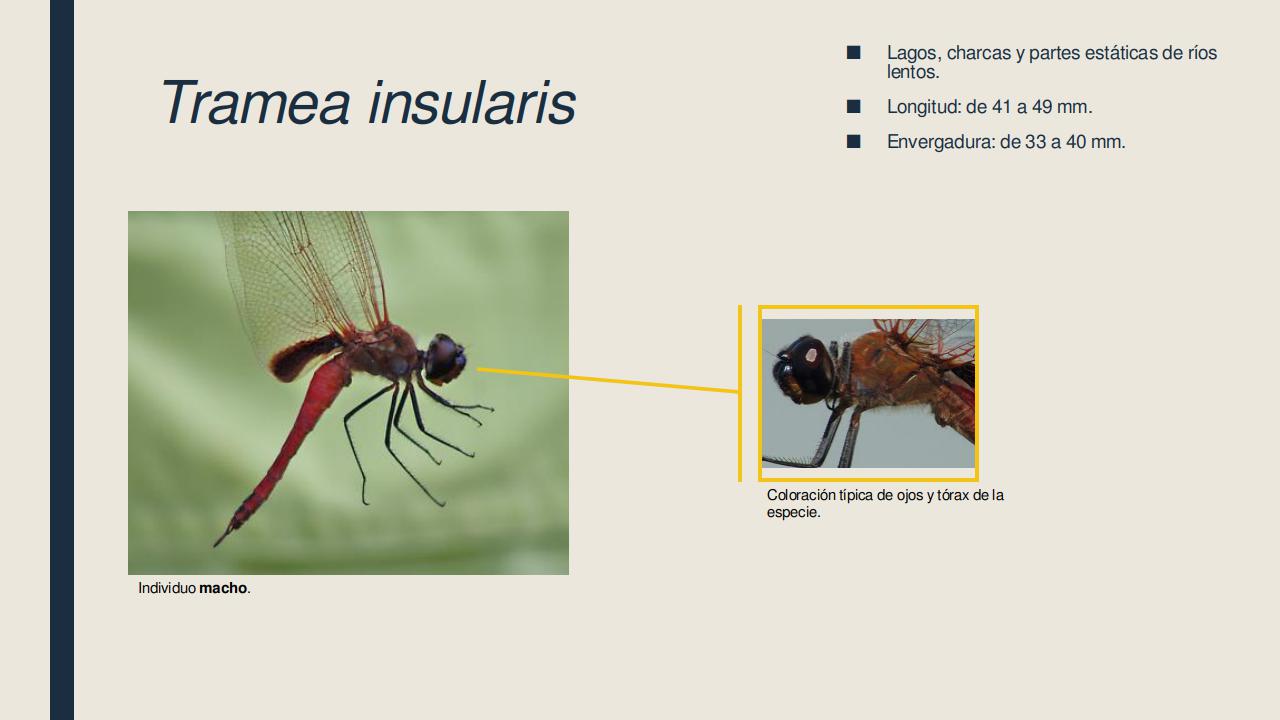 Tramea insularis
■ Lagos, charcas y partes estáticas de ríos
lentos.
■ Longitud: de 41 a 49 mm.
■ Envergadura: de 33 a 40 mm.
Coloración típica de ojos y tórax de la
especie.
Individuo macho.